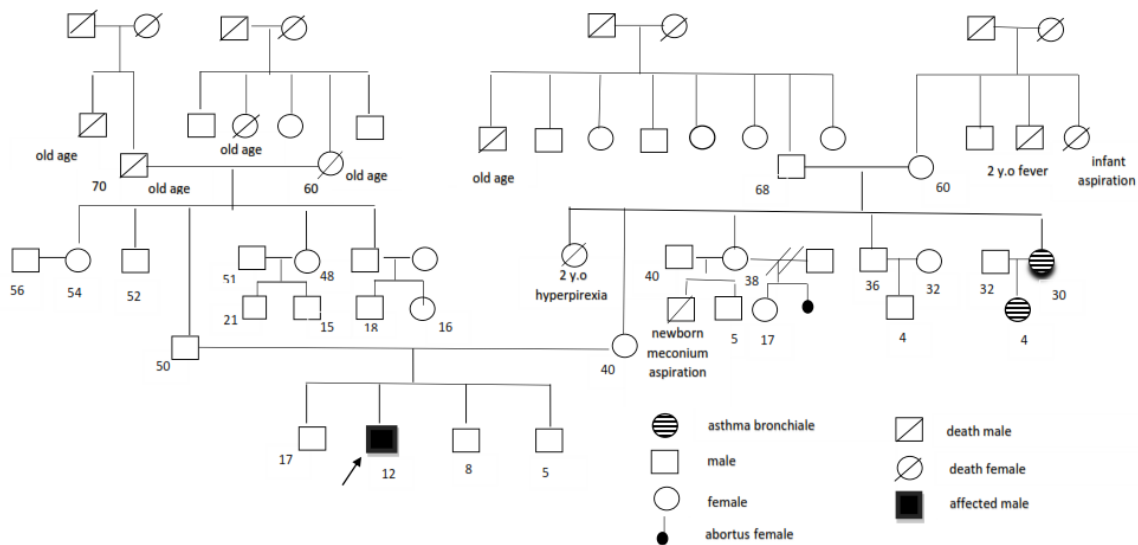 old age
old age
old age
70
old age
60
old age
68
60
2 y.o fever
infant
aspiration
56
54
52
51
48
21
15
18
16
2 y.o
hyperpirexia
40
38
newborn
meconium
aspiration
5
17
36
32
4
32
30
4
50
40
17
12
8
5
asthma bronchiale
male
female
abortus female
death male
death female
affected male